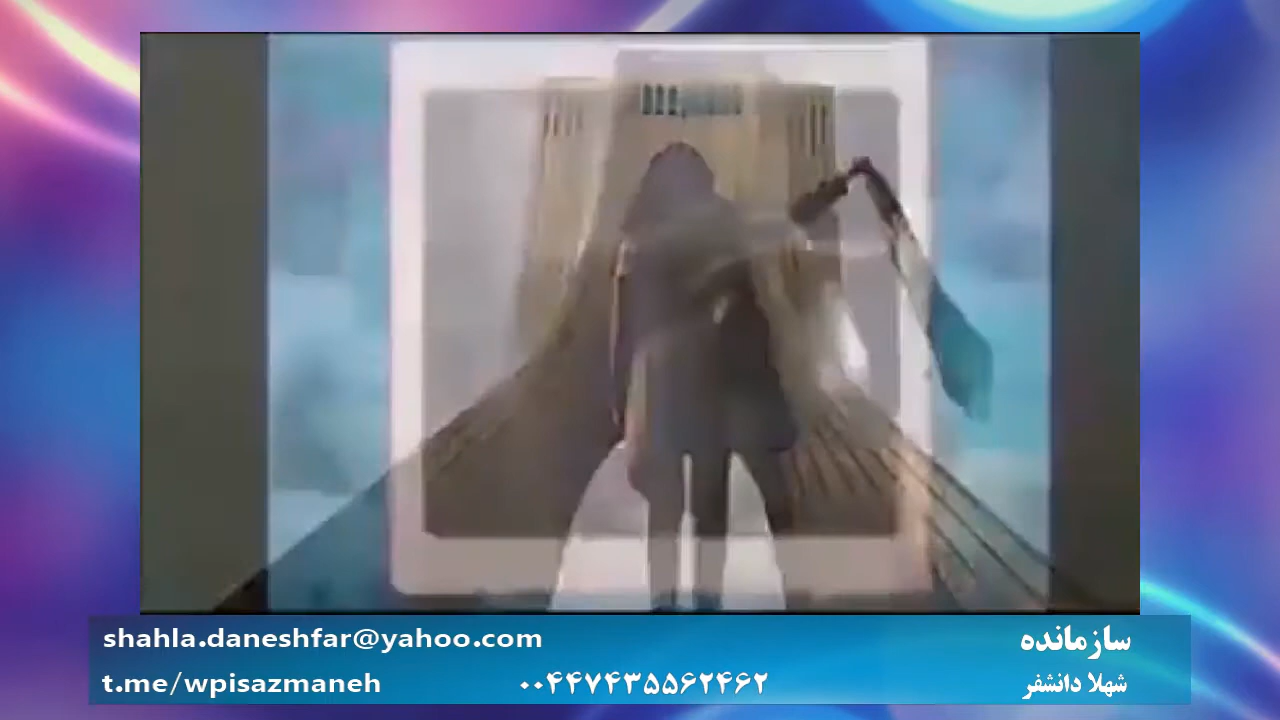 shahla.daneshfar@yahoo.com
سازمانده
t.me/wpisazmaneh
۰۰۴۴۷۴۳۵۵۶۲۴۶۲
شهلا دانشفر